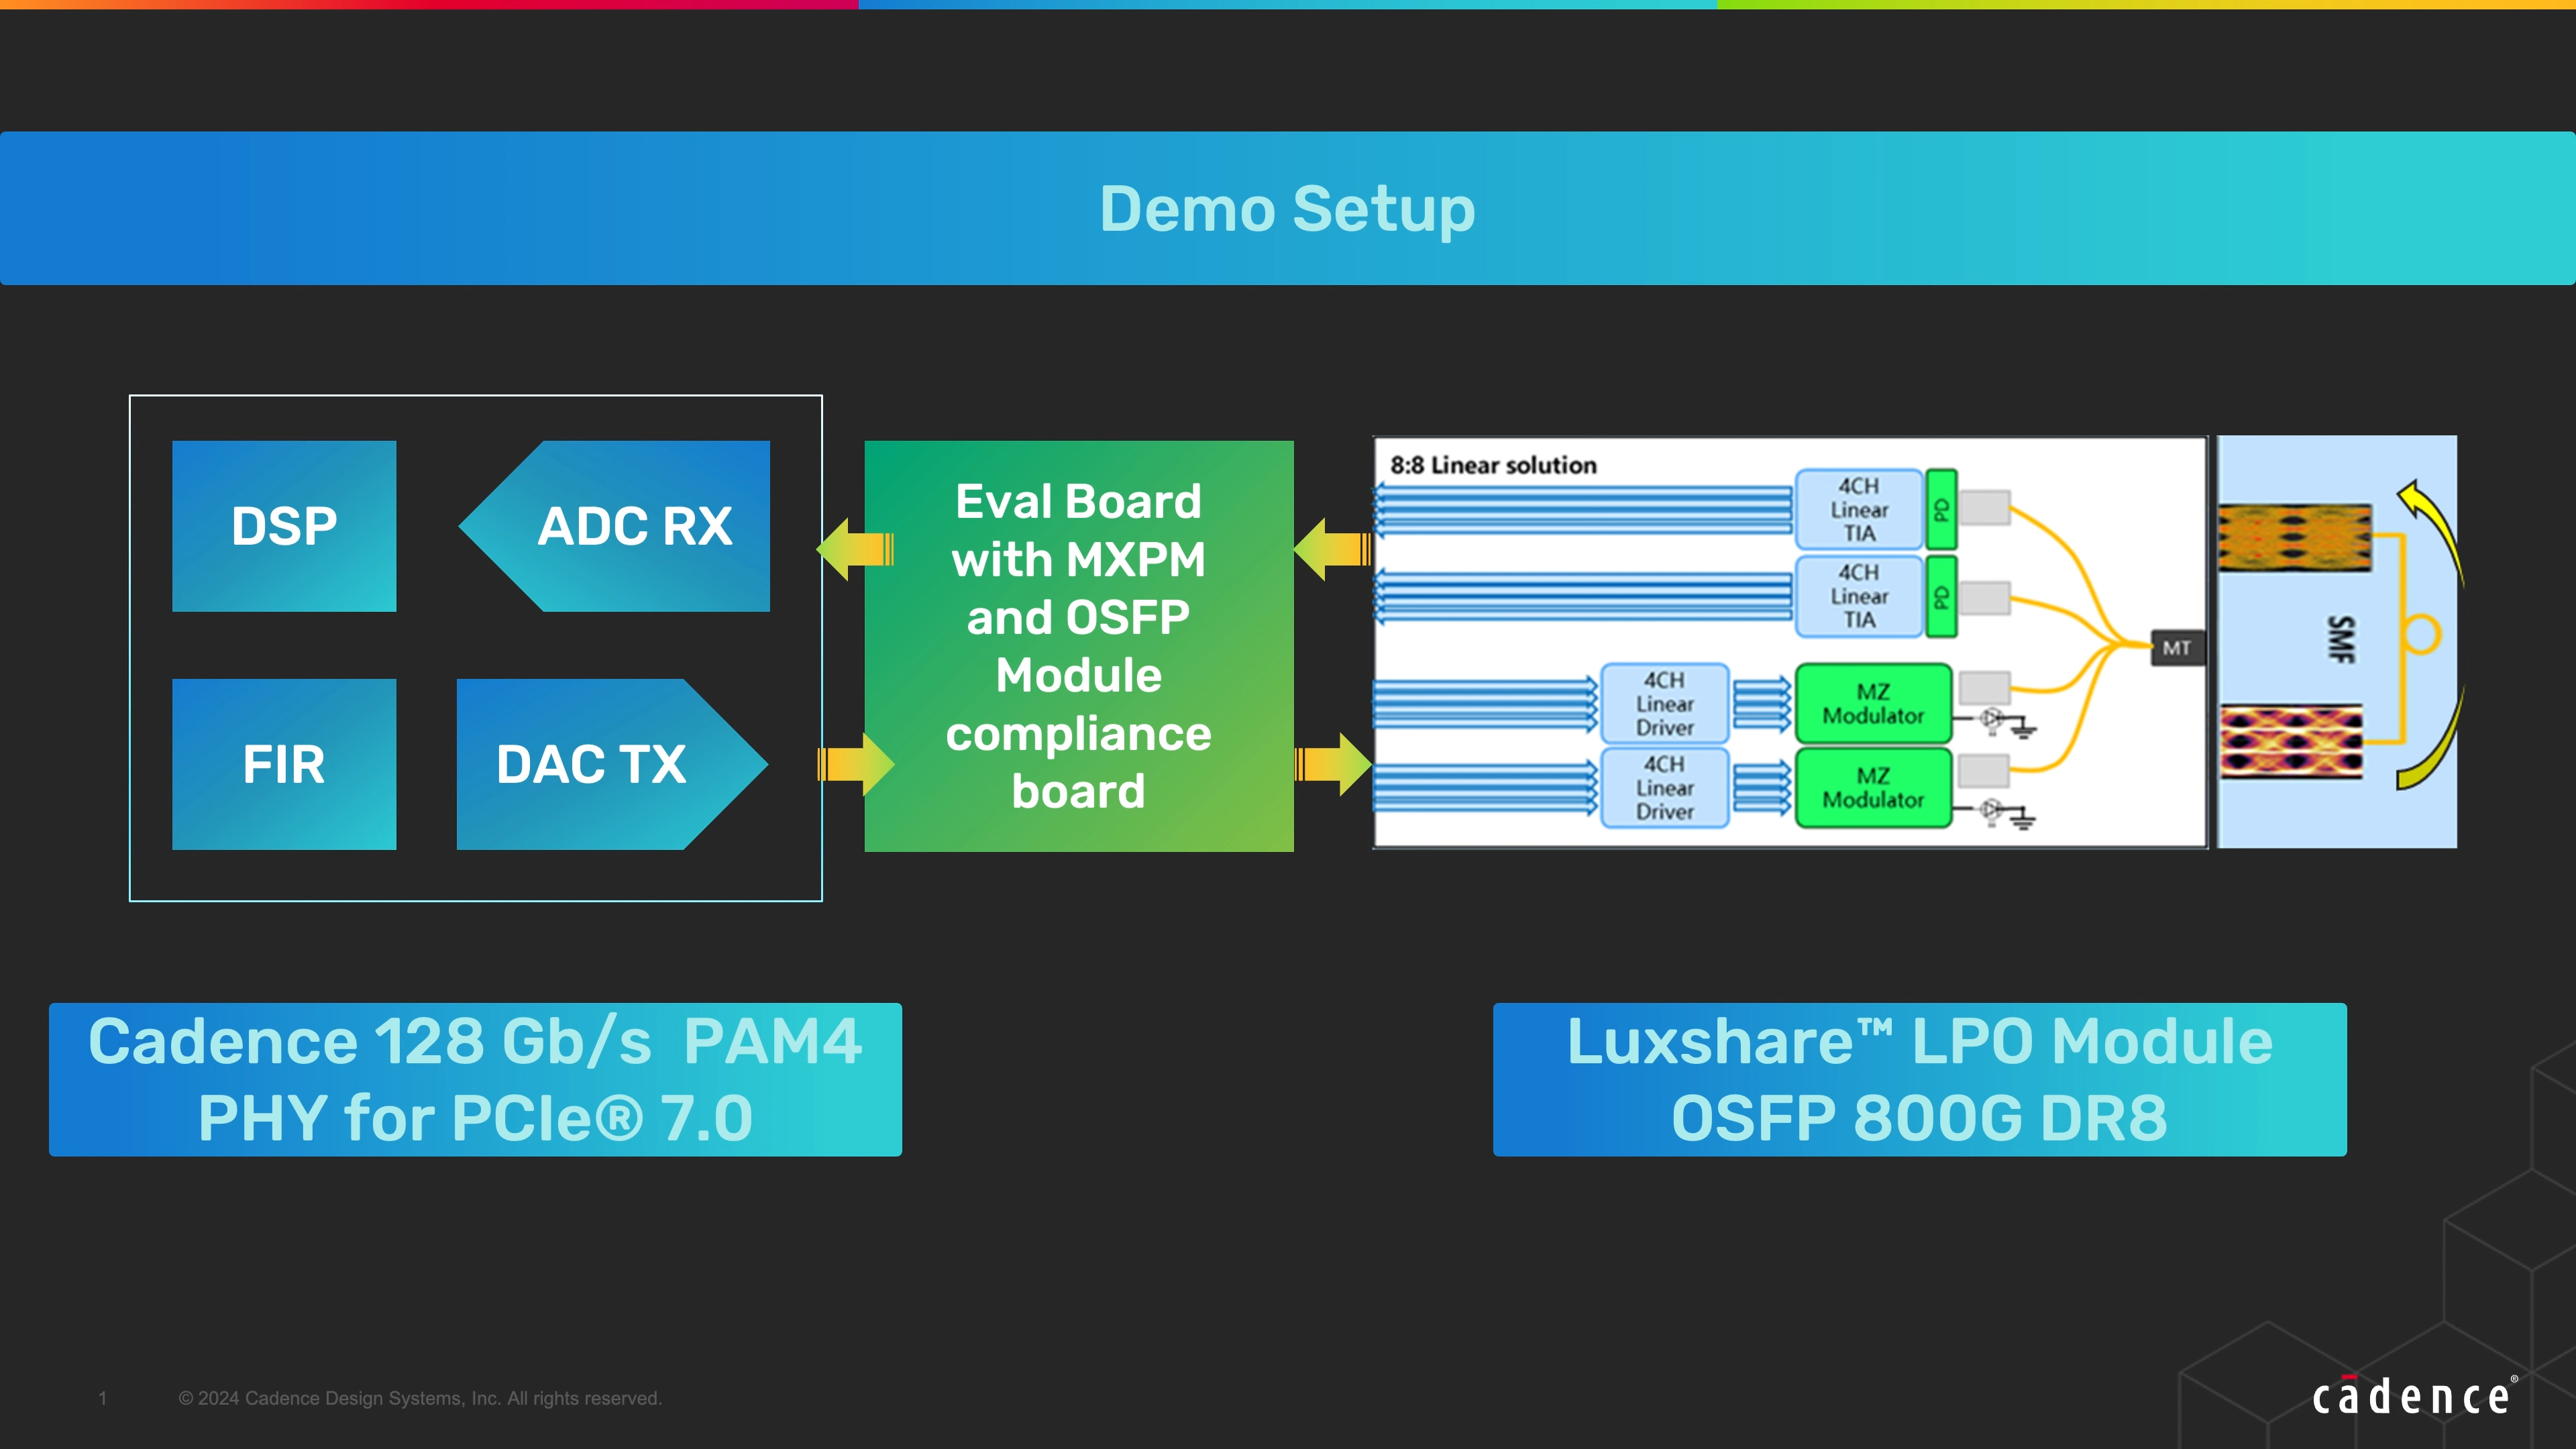 Demo Setup
DSP
ADC RX
FIR
DAC TX
Eval Board
with MXPM
and OSFP
Module
compliance
board
8:8 Linear solution
4CH
Linear
TIA
PD
4CH
Linear
TIA
PD
4CH
Linear
Driver
MZ
Modulator
4CH
Linear
Driver
MZ
Modulator
MT
SMF
Cadence 128 Gb/s  PAM4
PHY for PCIe® 7.0
Luxshare™ LPO Module
OSFP 800G DR8
1
© 2024 Cadence Design Systems, Inc. All rights reserved.
cādence®